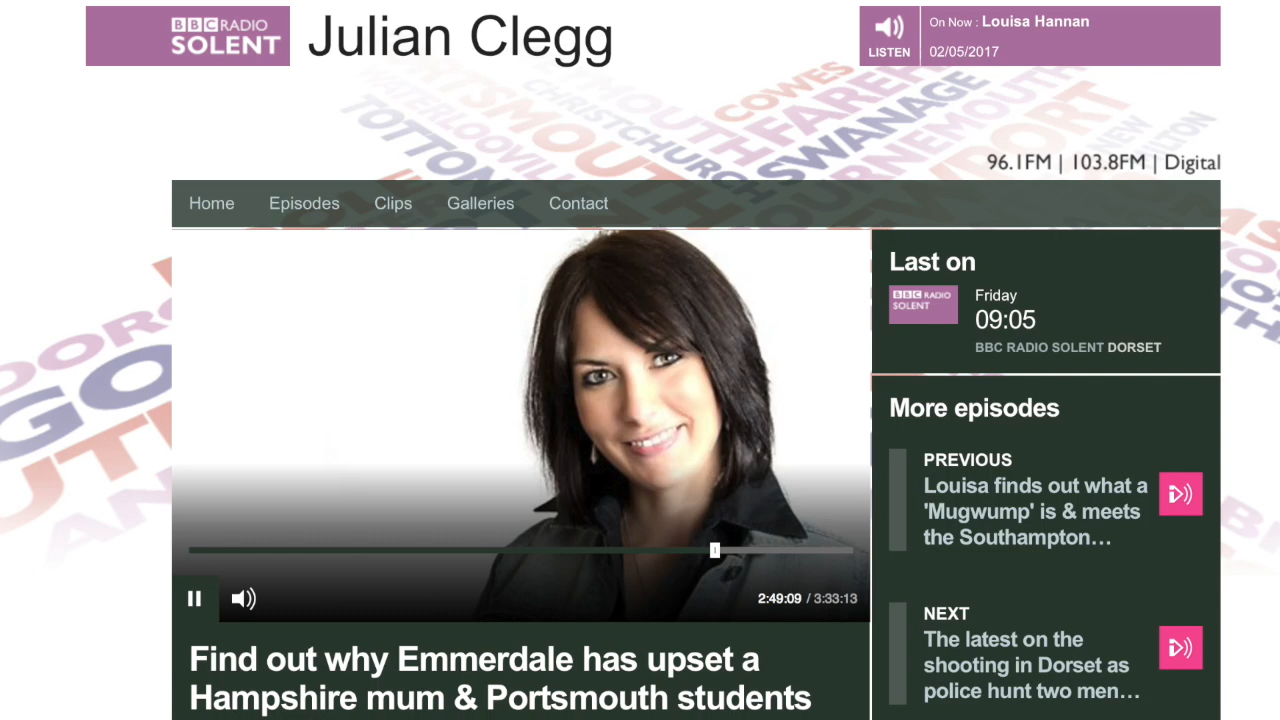 BBC RADIO
SOLENT
Julian Clegg
LISTEN
On Now : Louisa Hannan
02/05/2017
COWES
CHRISTCHURCH
TOTTON
SWANAGE
96.1FM | 103.8FM | Digital
Home Episodes Clips Galleries Contact
Last on
BBC RADIO
SOLENT
Friday
09:05
BBC RADIO SOLENT DORSET
More episodes
PREVIOUS
Louisa finds out what a
'Mugwump' is & meets
the Southampton…
2:49:09 / 3:33:13
NEXT
The latest on the
shooting in Dorset as
police hunt two men…
Find out why Emmerdale has upset a
Hampshire mum & Portsmouth students